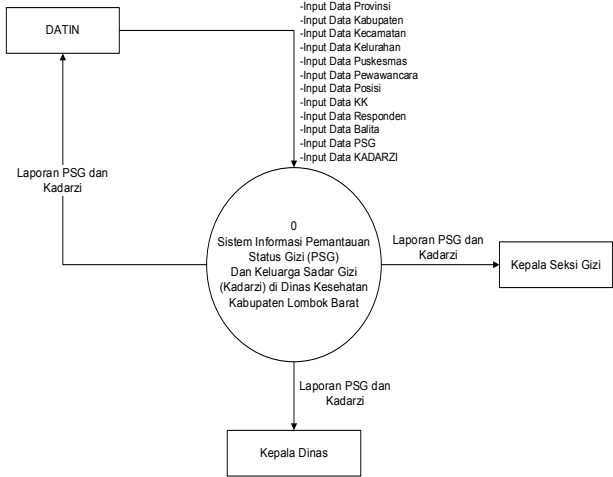 -Input Data Provinsi
-Input Data Kabupaten
-Input Data Kecamatan
-Input Data Kelurahan
-Input Data Puskesmas
-Input Data Pewawancara
-Input Data Posisi
-Input Data KK
-Input Data Responden
-Input Data Balita
-Input Data PSG
-Input Data KADARZI
DATIN
Laporan PSG dan
Kadarzi
0
Sistem Informasi Pemantauan
Status Gizi (PSG)
Dan Keluarga Sadar Gizi
(Kadarzi) di Dinas Kesehatan
Kabupaten Lombok Barat
Laporan PSG dan
Kadarzi
Kepala Seksi Gizi
Laporan PSG dan
Kadarzi
Kepala Dinas